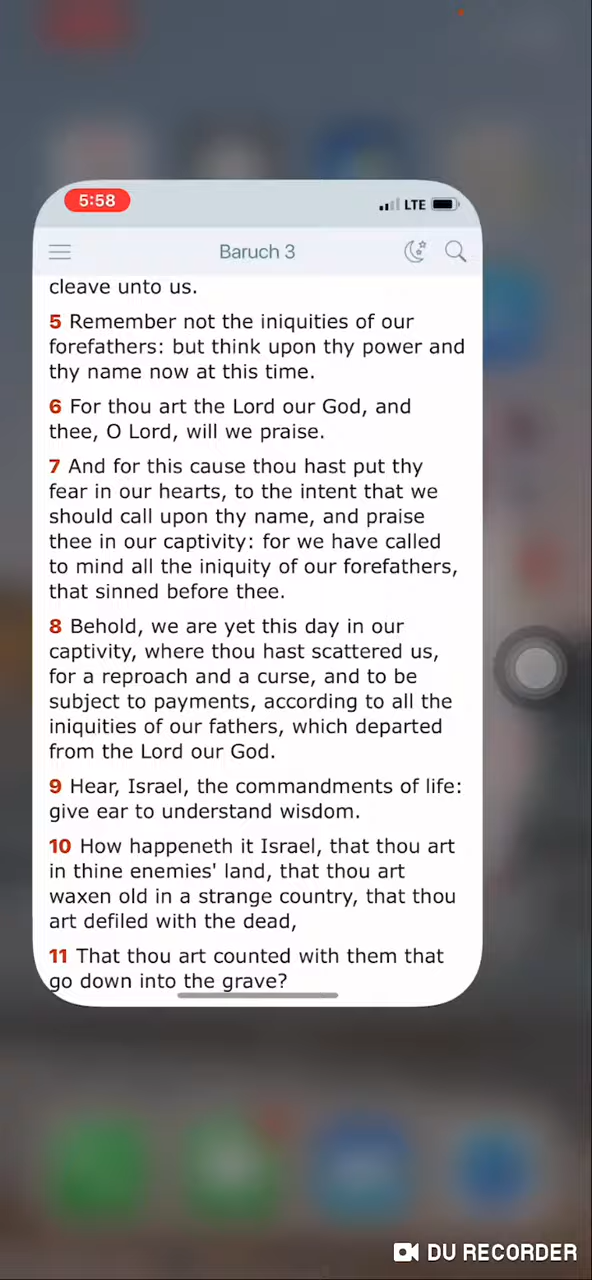 5:58
LTE
Baruch 3
cleave unto us.
5 Remember not the iniquities of our
forefathers: but think upon thy power and
thy name now at this time.
6 For thou art the Lord our God, and
thee, O Lord, will we praise.
7 And for this cause thou hast put thy
fear in our hearts, to the intent that we
should call upon thy name, and praise
thee in our captivity: for we have called
to mind all the iniquity of our forefathers,
that sinned before thee.
8 Behold, we are yet this day in our
captivity, where thou hast scattered us,
for a reproach and a curse, and to be
subject to payments, according to all the
iniquities of our fathers, which departed
from the Lord our God.
9 Hear, Israel, the commandments of life:
give ear to understand wisdom.
10 How happeneth it Israel, that thou art
in thine enemies' land, that thou art
waxen old in a strange country, that thou
art defiled with the dead,
11 That thou art counted with them that
go down into the grave?
DU RECORDER